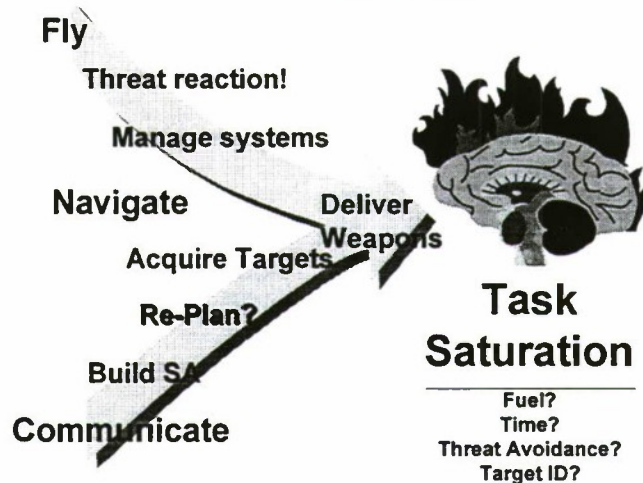 Fly
Threat reaction!
Manage systems
Navigate
Deliver
Weapons
Acquire Targets
Re-Plan?
Build SA
Communicate
Task
Saturation
Fuel?
Time?
Threat Avoidance?
Target ID?